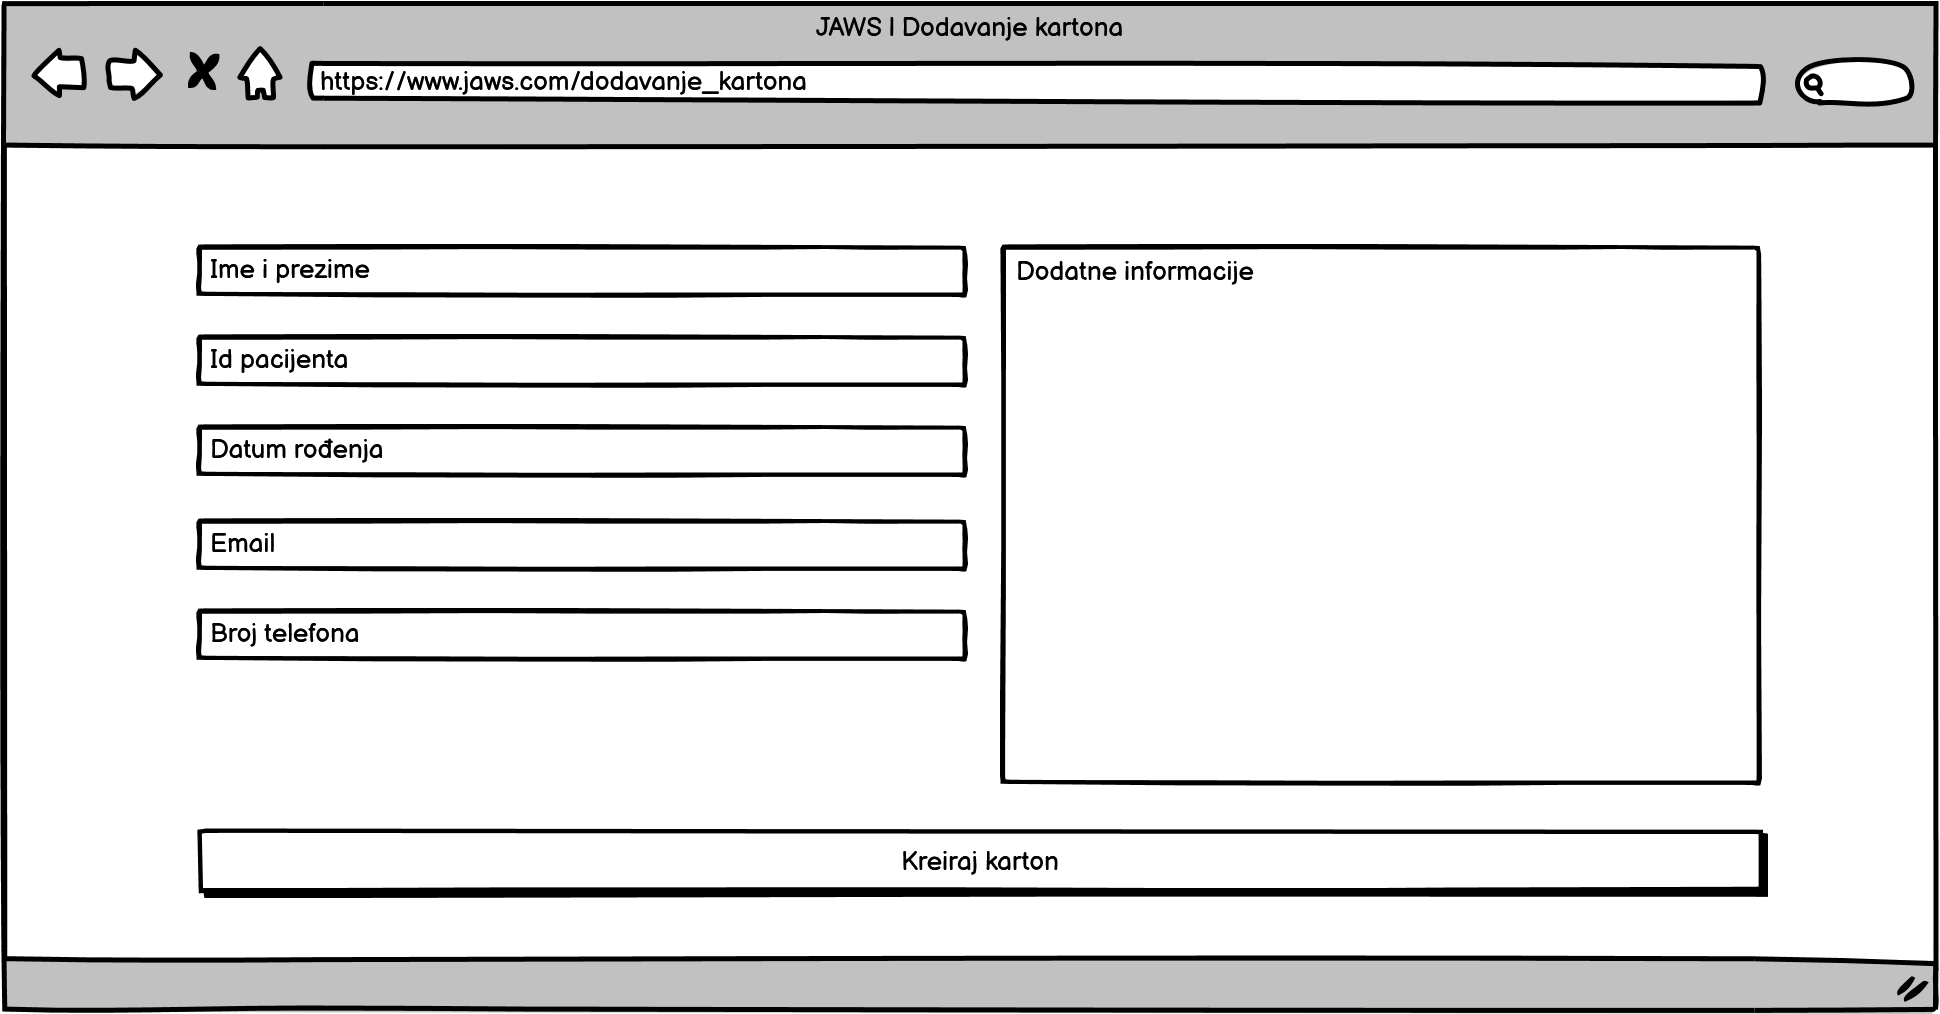 JAWS | Dodavanje kartona
https://www.jaws.com/dodavanje_kartona
Ime i prezime
Id pacijenta
Datum rođenja
Email
Broj telefona
Dodatne informacije
Kreiraj karton